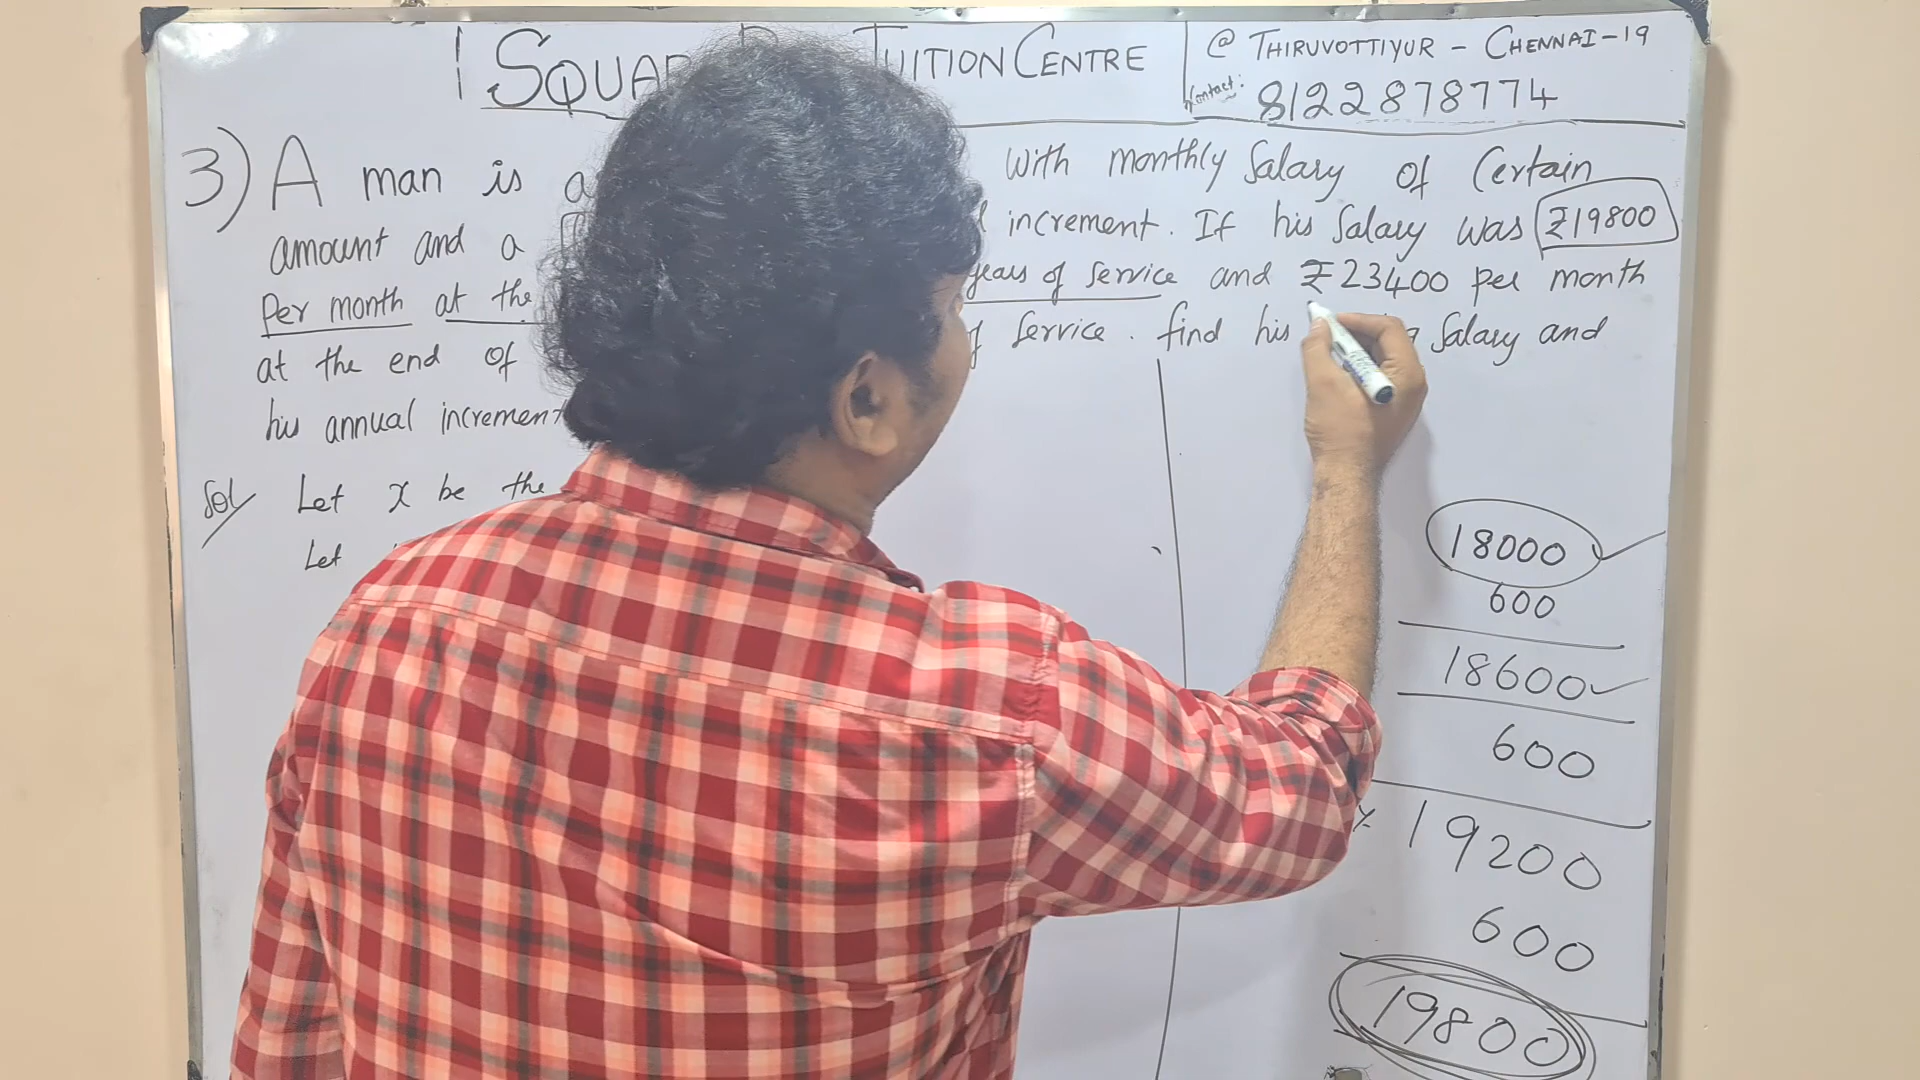 SQUA TUITION CENTRE
@ THIRUVOTTIYUR - CHENNAI-19
Contact: 8122878774
3) A man is a with monthly Salary of Certain
amount and a increment. If his Salary was ₹19800
Per month at the years of Service and ₹23400 per month
at the end of of Service. find his Salary and
his annual increment
Sol Let x be the
Let
18000
600
18600
600
19200
600
19800